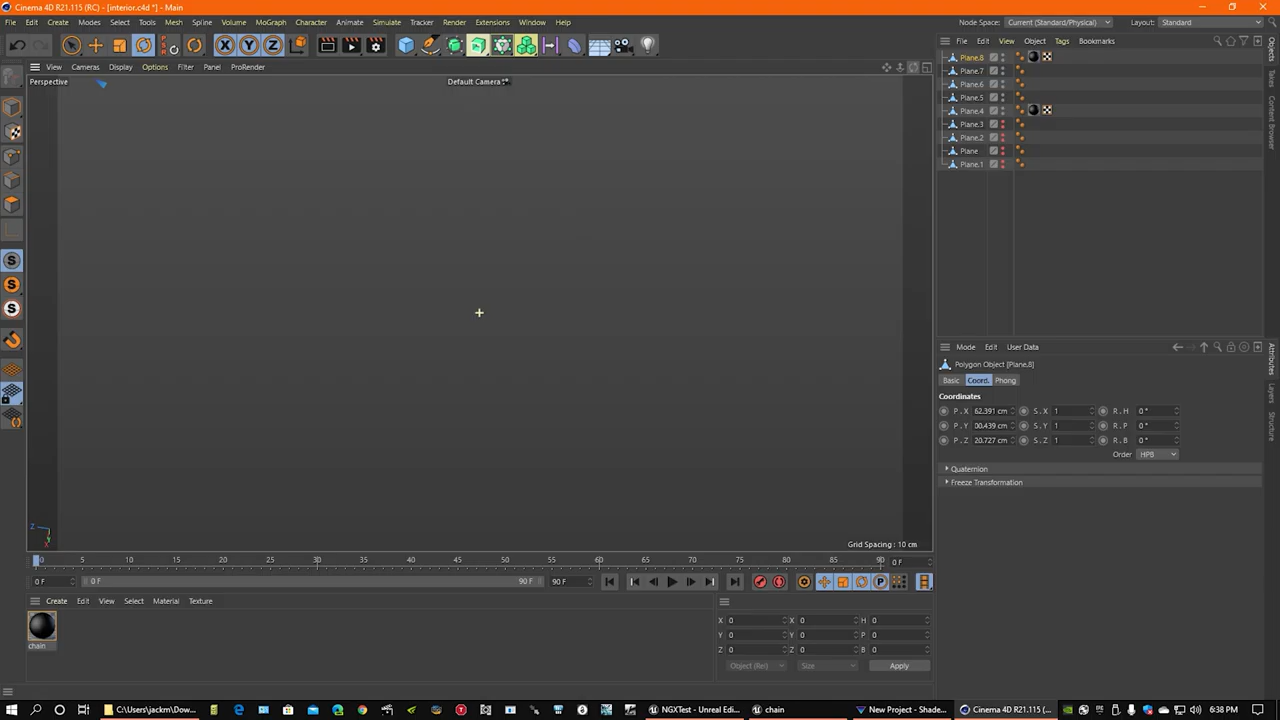 Cinema 4D R21.115 (RC) - [interior.c4d *] - Main
File Edit Create Modes Select Tools Mesh Spline Volume MoGraph Character Animate Simulate Tracker Render Extensions Window Help Node Space: Current (Standard/Physical) Layout: Standard
View Cameras Display Options Filter Panel ProRender
Perspective Default Camera
File Edit View Object Tags Bookmarks
Plane.8
Plane.7
Plane.6
Plane.5
Plane.4
Plane.3
Plane.2
Plane
Plane.1
Objects
Takes
Content Browser
Mode Edit User Data
Polygon Object [Plane.8]
Basic Coord. Phong
Coordinates
P . X 62.391 cm S . X 1 R . H 0 °
P . Y 00.439 cm S . Y 1 R . P 0 °
P . Z 20.727 cm S . Z 1 R . B 0 °
Order HPB
Quaternion
Freeze Transformation
Attributes
Layers
Structure
Z
Y
X
Grid Spacing : 10 cm
0 5 10 15 20 25 30 35 40 45 50 55 60 65 70 75 80 85 90 0 F
0 F 0 F 90 F 90 F
Create Edit View Select Material Texture
chain
X 0 X 0 H 0
Y 0 Y 0 P 0
Z 0 Z 0 B 0
Object (Rel) Size Apply
C:\Users\jackm\Dow... NGXTest - Unreal Edi... chain New Project - Shade... Cinema 4D R21.115 (... 6:38 PM